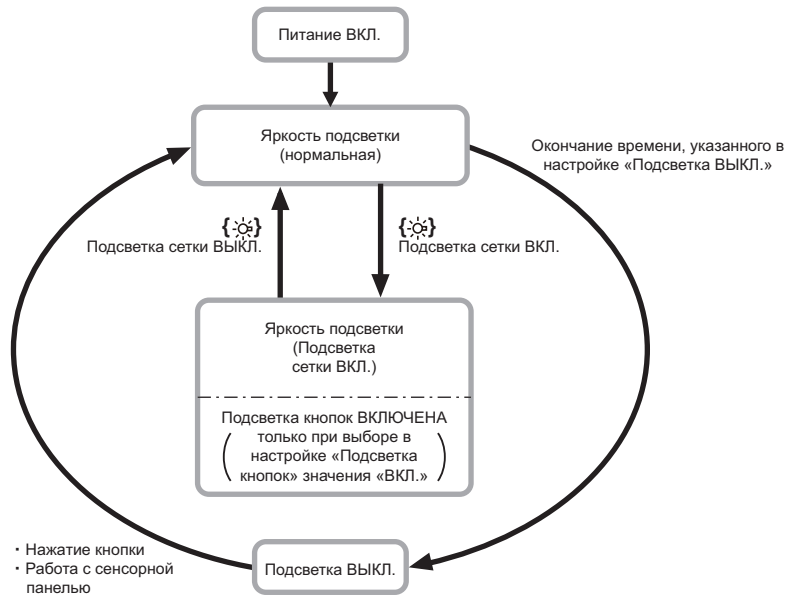 Питание ВКЛ.
Яркость подсветки
(нормальная)
Окончание времени, указанного в
настройке «Подсветка ВЫКЛ.»
Подсветка сетки ВЫКЛ.
Подсветка сетки ВКЛ.
Яркость подсветки
(Подсветка
сетки ВКЛ.)
Подсветка кнопок ВКЛЮЧЕНА
(только при выборе в
настройке «Подсветка
кнопок» значения «ВКЛ.»)
・Нажатие кнопки
・Работа с сенсорной
панелью
Подсветка ВЫКЛ.